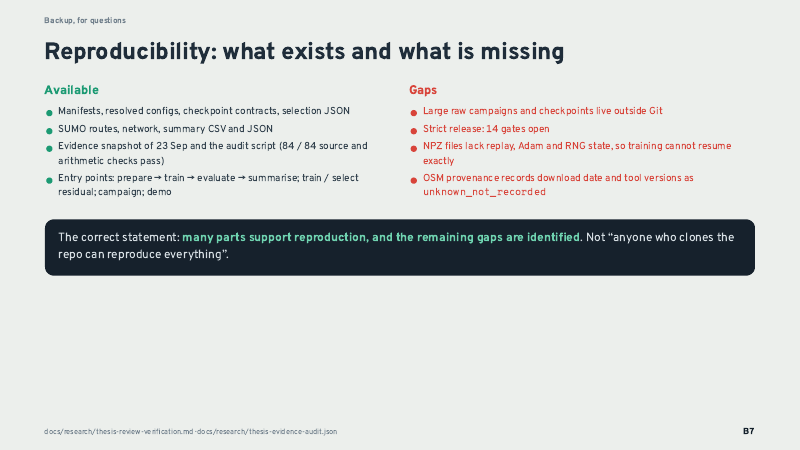 Backup, for questions
Reproducibility: what exists and what is missing
Available
Manifests, resolved configs, checkpoint contracts, selection JSON
SUMO routes, network, summary CSV and JSON
Evidence snapshot of 23 Sep and the audit script (84 / 84 source and
arithmetic checks pass)
Entry points: prepare → train → evaluate → summarise; train / select
residual; campaign; demo
Gaps
Large raw campaigns and checkpoints live outside Git
Strict release: 14 gates open
NPZ files lack replay, Adam and RNG state, so training cannot resume
exactly
OSM provenance records download date and tool versions as
unknown_not_recorded
The correct statement: many parts support reproduction, and the remaining gaps are identified. Not “anyone who clones the
repo can reproduce everything”.
docs/research/thesis-review-verification.md · docs/research/thesis-evidence-audit.json
B7